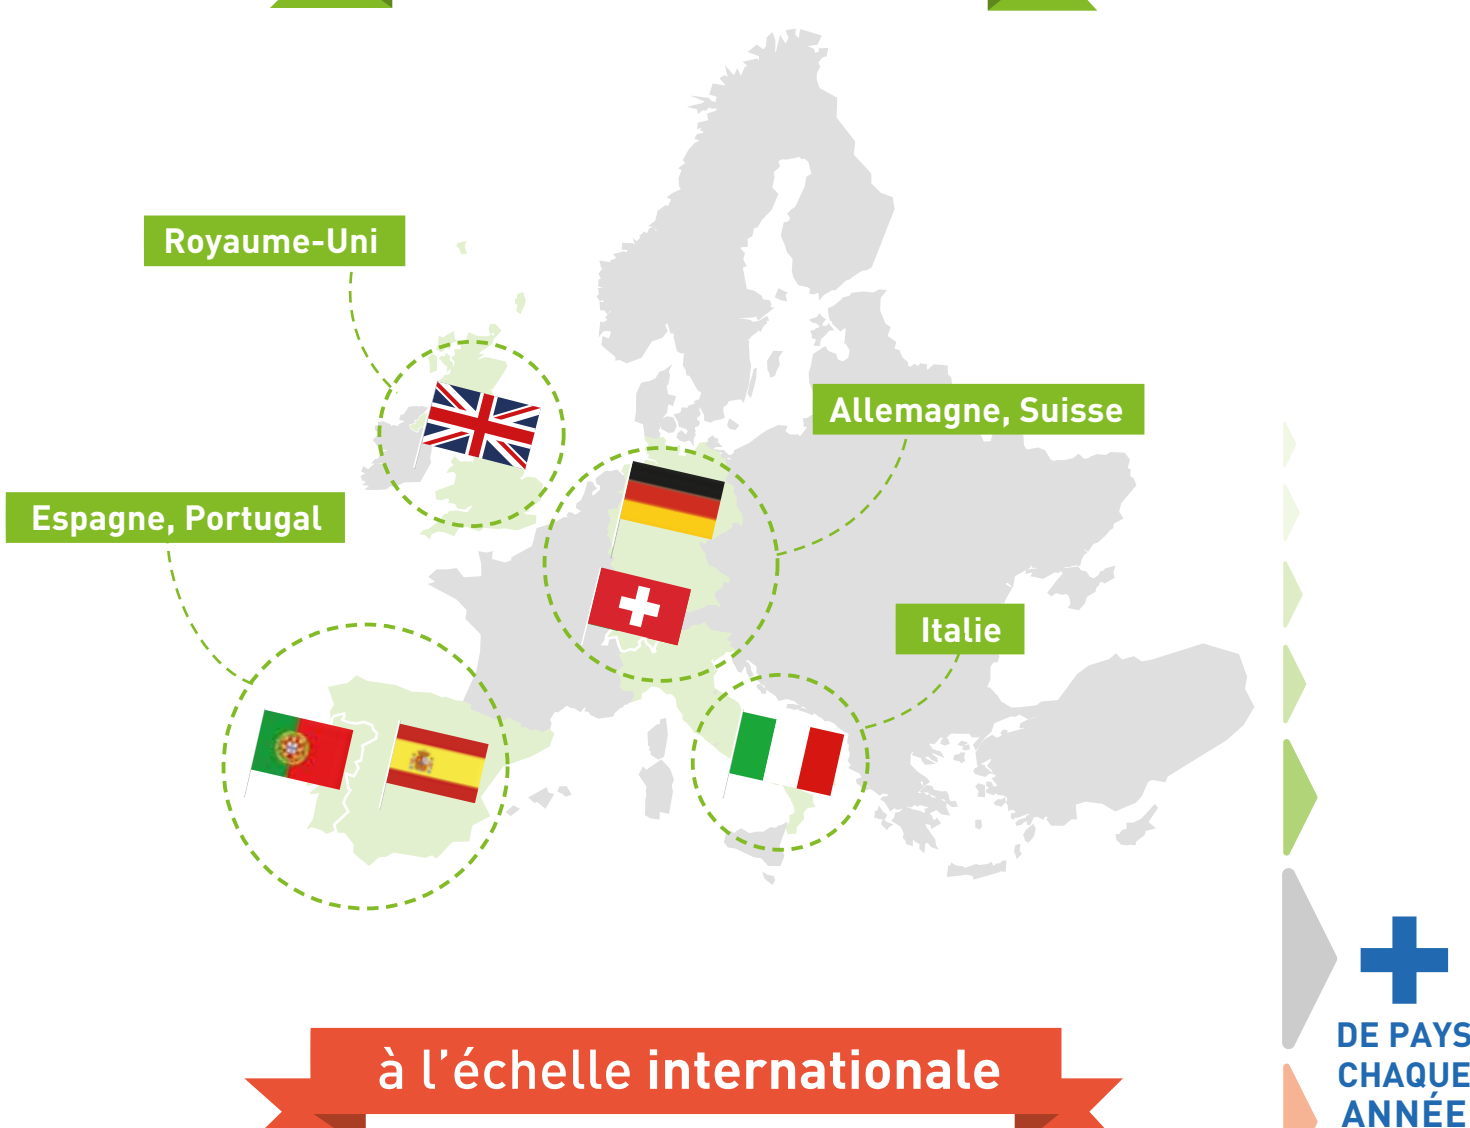 Royaume-Uni
Allemagne, Suisse
Espagne, Portugal
Italie
à l'échelle internationale
DE PAYS
CHAQUE
ANNÉE